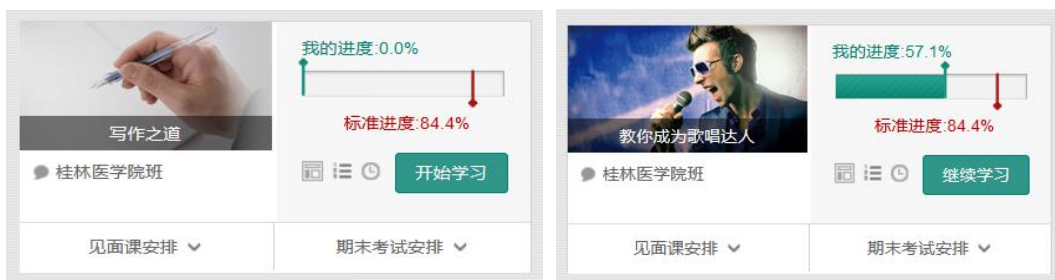 我的进度:0.0%
标准进度:84.4%
写作之道
桂林医学院班
开始学习
见面课安排
期末考试安排
我的进度:57.1%
标准进度:84.4%
教你成为歌唱达人
桂林医学院班
继续学习
见面课安排
期末考试安排